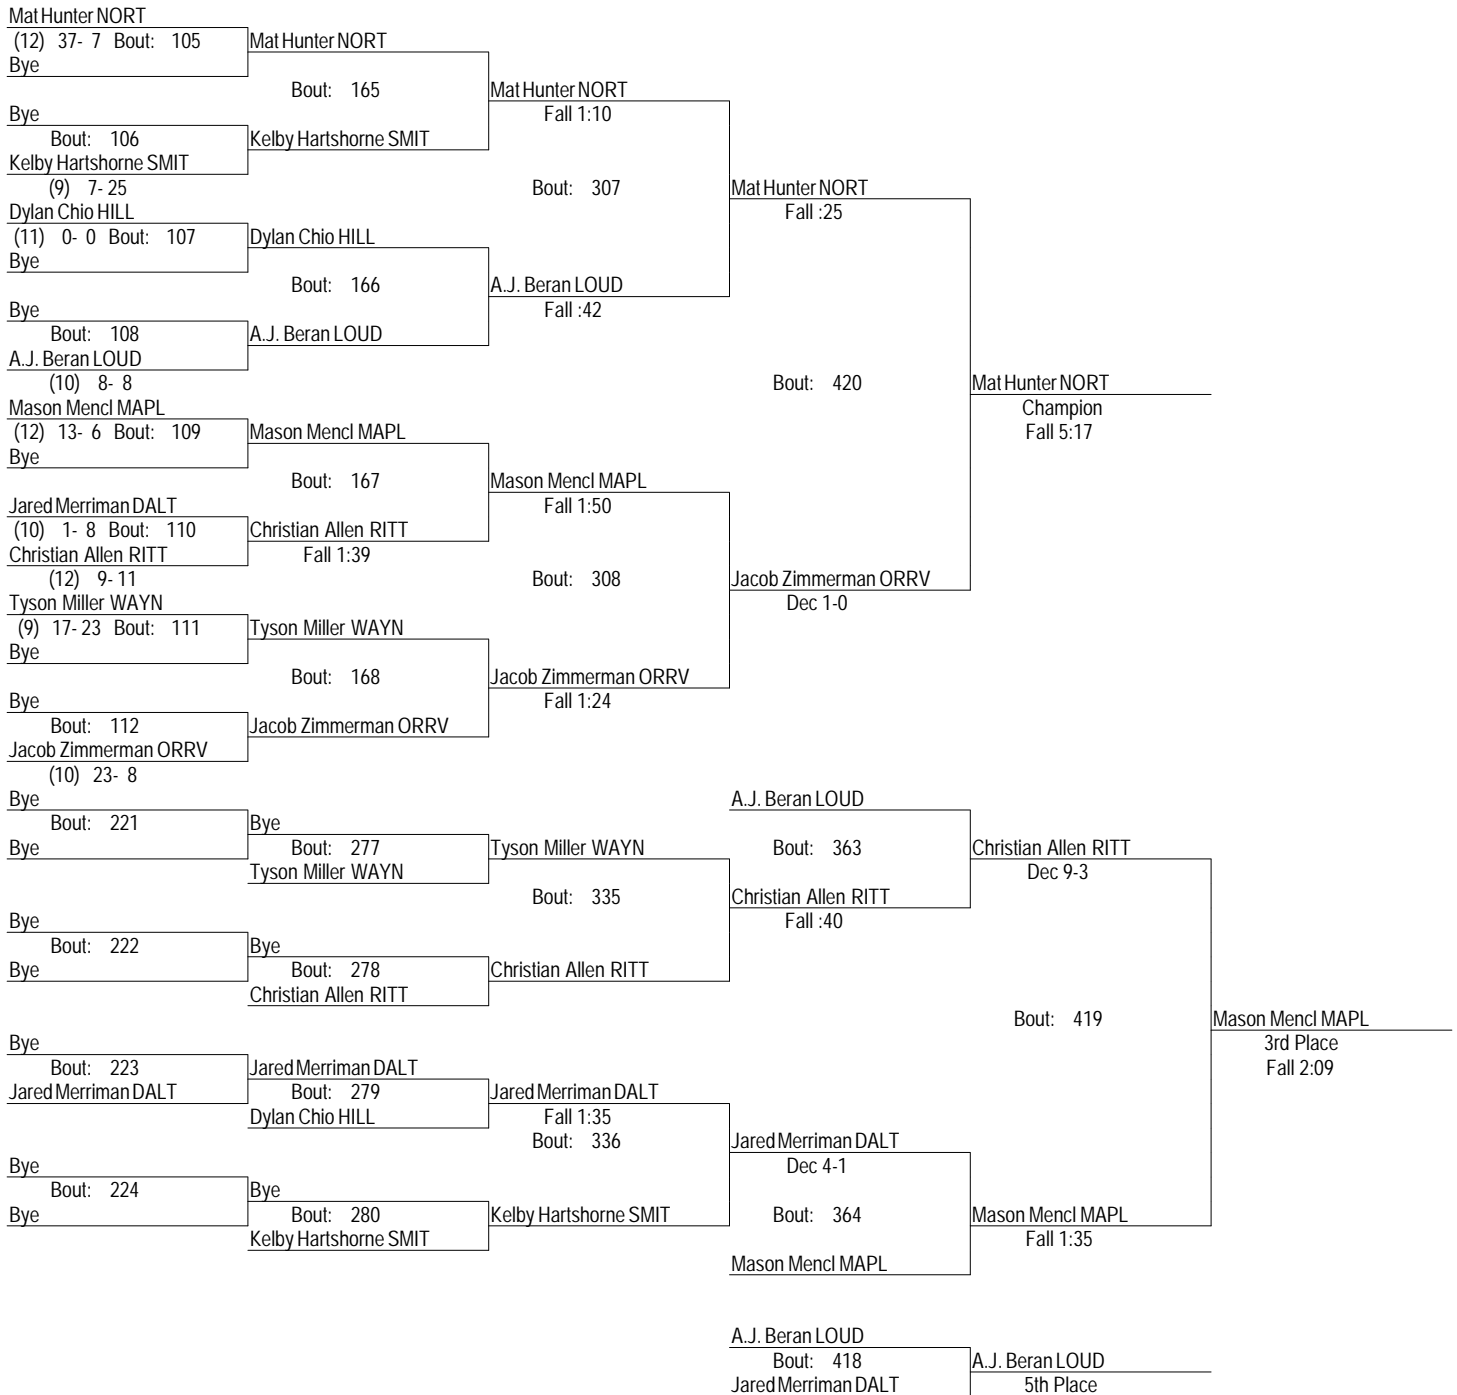 Mat Hunter NORT
(12) 37- 7 Bout: 105 Mat Hunter NORT
Bye
Bout: 165 Mat Hunter NORT
Bye Fall 1:10
Bout: 106 Kelby Hartshorne SMIT
Kelby Hartshorne SMIT
(9) 7- 25 Bout: 307 Mat Hunter NORT
Dylan Chio HILL Fall :25
(11) 0- 0 Bout: 107 Dylan Chio HILL
Bye
Bout: 166 A.J. Beran LOUD
Bye Fall :42
Bout: 108 A.J. Beran LOUD
A.J. Beran LOUD
(10) 8- 8 Bout: 420 Mat Hunter NORT
Mason Mencl MAPL Champion
(12) 13- 6 Bout: 109 Mason Mencl MAPL Fall 5:17
Bye
Bout: 167 Mason Mencl MAPL
Jared Merriman DALT Fall 1:50
(10) 1- 8 Bout: 110 Christian Allen RITT
Christian Allen RITT Fall 1:39
(12) 9- 11 Bout: 308 Jacob Zimmerman ORRV
Tyson Miller WAYN Dec 1-0
(9) 17- 23 Bout: 111 Tyson Miller WAYN
Bye
Bout: 168 Jacob Zimmerman ORRV
Bye Fall 1:24
Bout: 112 Jacob Zimmerman ORRV
Jacob Zimmerman ORRV
(10) 23- 8
Bye A.J. Beran LOUD
Bout: 221 Bye
Bye Bout: 277 Tyson Miller WAYN Bout: 363 Christian Allen RITT
Tyson Miller WAYN Dec 9-3
Bout: 335 Christian Allen RITT
Bye Fall :40
Bout: 222 Bye
Bye Bout: 278 Christian Allen RITT
Christian Allen RITT
Bout: 419 Mason Mencl MAPL
Bye 3rd Place
Bout: 223 Jared Merriman DALT Fall 2:09
Jared Merriman DALT Bout: 279 Jared Merriman DALT
Dylan Chio HILL Fall 1:35
Bout: 336 Jared Merriman DALT
Bye Dec 4-1
Bout: 224 Bye
Bye Bout: 280 Kelby Hartshorne SMIT Bout: 364 Mason Mencl MAPL
Kelby Hartshorne SMIT Fall 1:35
Mason Mencl MAPL
A.J. Beran LOUD
Bout: 418 A.J. Beran LOUD
Jared Merriman DALT 5th Place